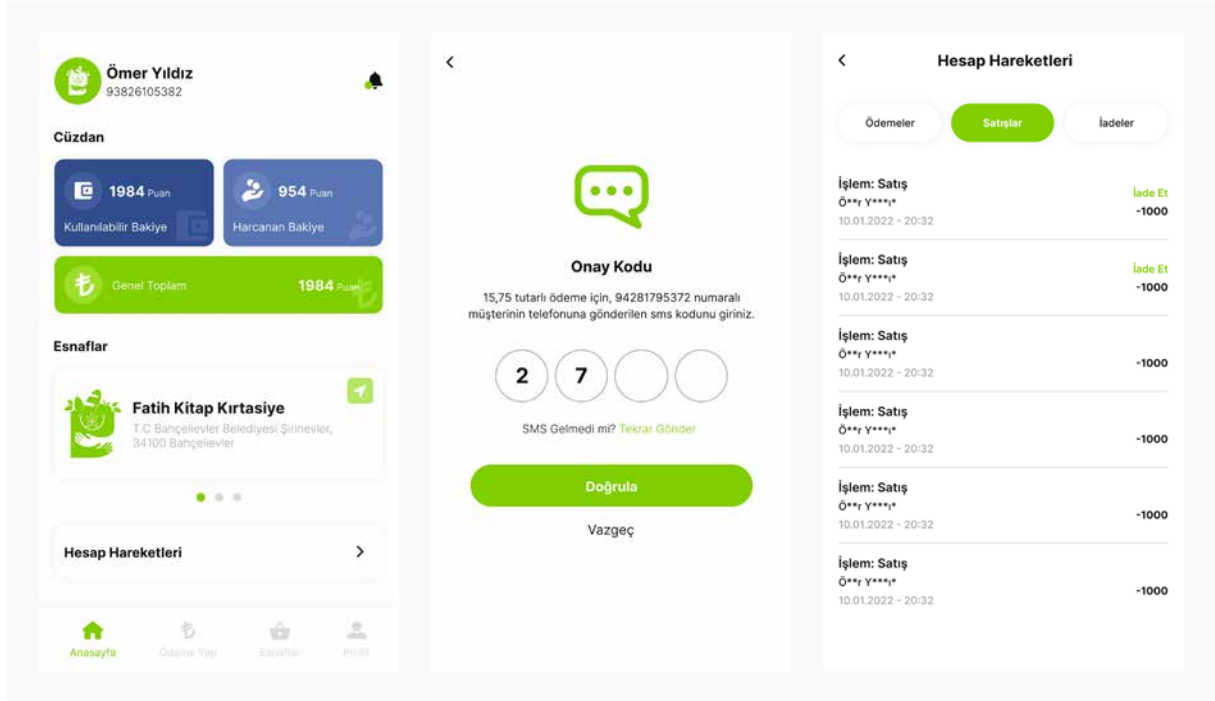 Ömer Yıldız
93826105382
Cüzdan
1984 Puan
Kullanılabilir Bakiye
954 Puan
Harcanan Bakiye
Genel Toplam
1984 Puan
Esnaflar
Fatih Kitap Kırtasiye
T.C Bahçelievler Belediyesi Şirinevler,
34100 Bahçelievler
Hesap Hareketleri
Anasayfa
Ödeme Yap
Esnaflar
Profil
Onay Kodu
15,75 tutarlı ödeme için, 94281795372 numaralı
müşterinin telefonuna gönderilen sms kodunu giriniz.
2 7
SMS Gelmedi mi? Tekrar Gönder
Doğrula
Vazgeç
Hesap Hareketleri
Ödemeler
Satışlar
İadeler
İşlem: Satış
Ö**r Y***ı*
10.01.2022 - 20:32
İade Et
-1000
İşlem: Satış
Ö**r Y***ı*
10.01.2022 - 20:32
İade Et
-1000
İşlem: Satış
Ö**r Y***ı*
10.01.2022 - 20:32
-1000
İşlem: Satış
Ö**r Y***ı*
10.01.2022 - 20:32
-1000
İşlem: Satış
Ö**r Y***ı*
10.01.2022 - 20:32
-1000
İşlem: Satış
Ö**r Y***ı*
10.01.2022 - 20:32
-1000